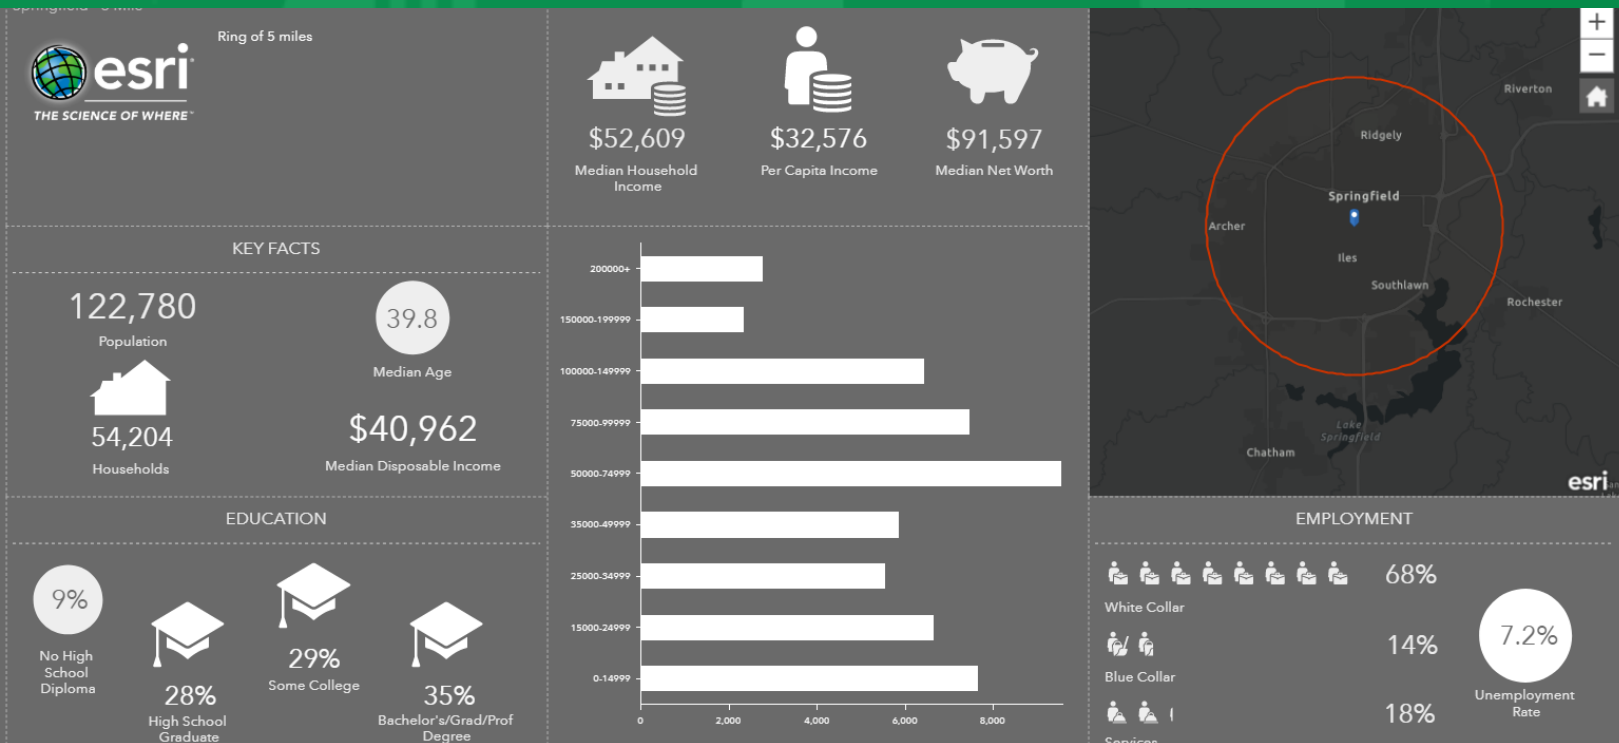 Springfield - 5 Mile
Ring of 5 miles
esri
THE SCIENCE OF WHERE™
$52,609
Median Household
Income
$32,576
Per Capita Income
$91,597
Median Net Worth
KEY FACTS
122,780
Population
39.8
Median Age
54,204
Households
$40,962
Median Disposable Income
200000+
150000-199999
100000-149999
75000-99999
50000-74999
35000-49999
25000-34999
15000-24999
0-14999
0
2,000
4,000
6,000
8,000
+
−
Riverton
Ridgely
Springfield
Archer
Iles
Southlawn
Rochester
Lake
Springfield
Chatham
esri
EDUCATION
9%
No High
School
Diploma
28%
High School
Graduate
29%
Some College
35%
Bachelor's/Grad/Prof
Degree
EMPLOYMENT
68%
White Collar
14%
Blue Collar
18%
Services
7.2%
Unemployment
Rate